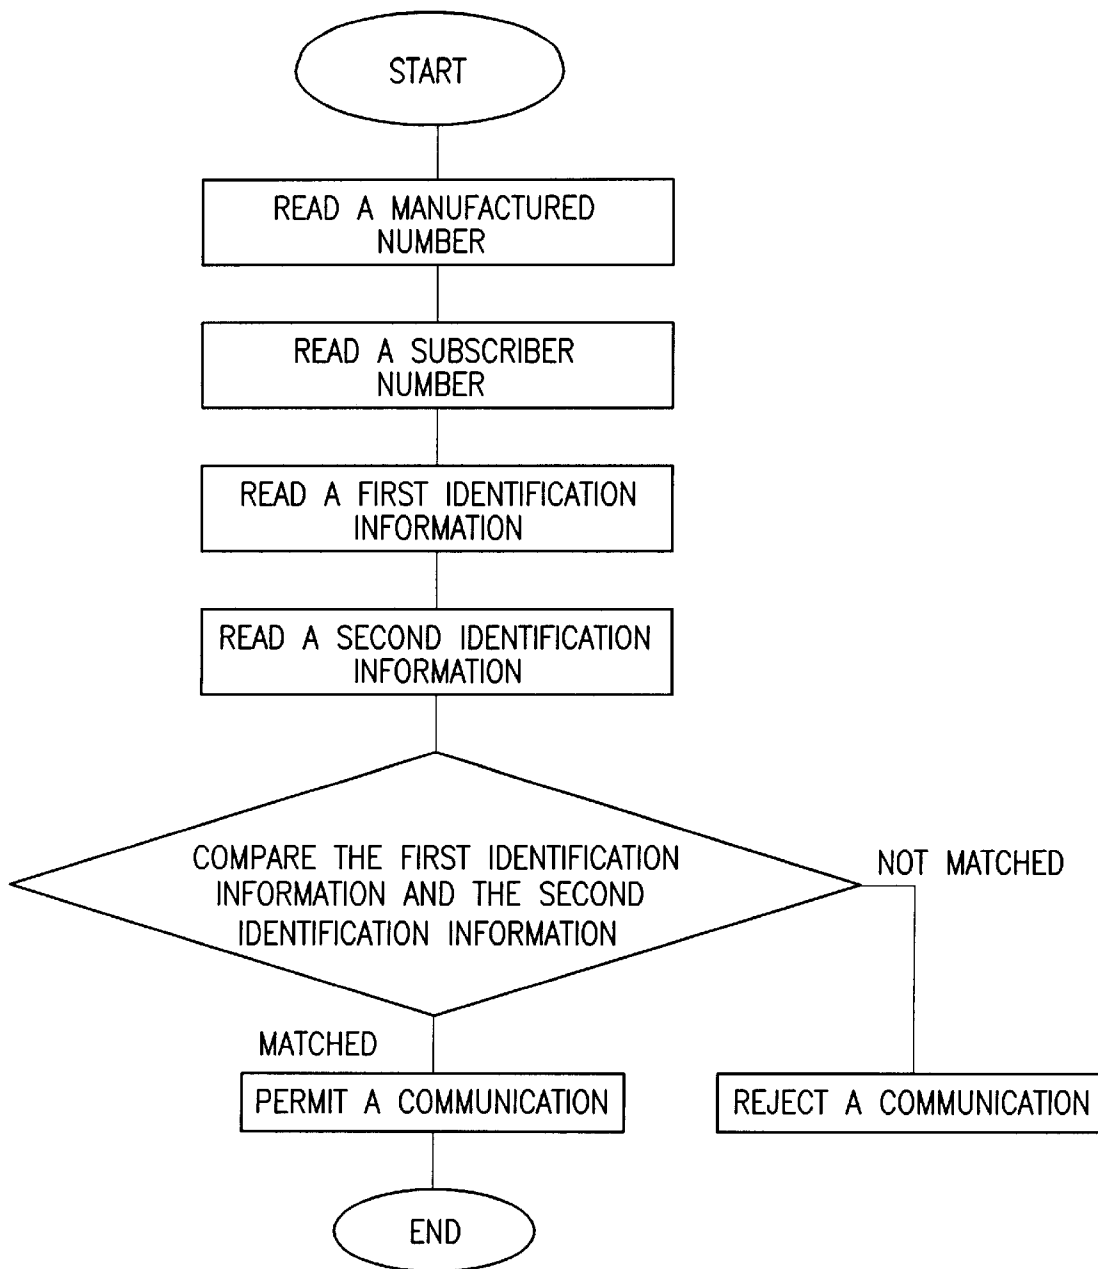 START
READ A MANUFACTURED
NUMBER
READ A SUBSCRIBER
NUMBER
READ A FIRST IDENTIFICATION
INFORMATION
READ A SECOND IDENTIFICATION
INFORMATION
COMPARE THE FIRST IDENTIFICATION
INFORMATION AND THE SECOND
IDENTIFICATION INFORMATION
NOT MATCHED
MATCHED
PERMIT A COMMUNICATION
REJECT A COMMUNICATION
END